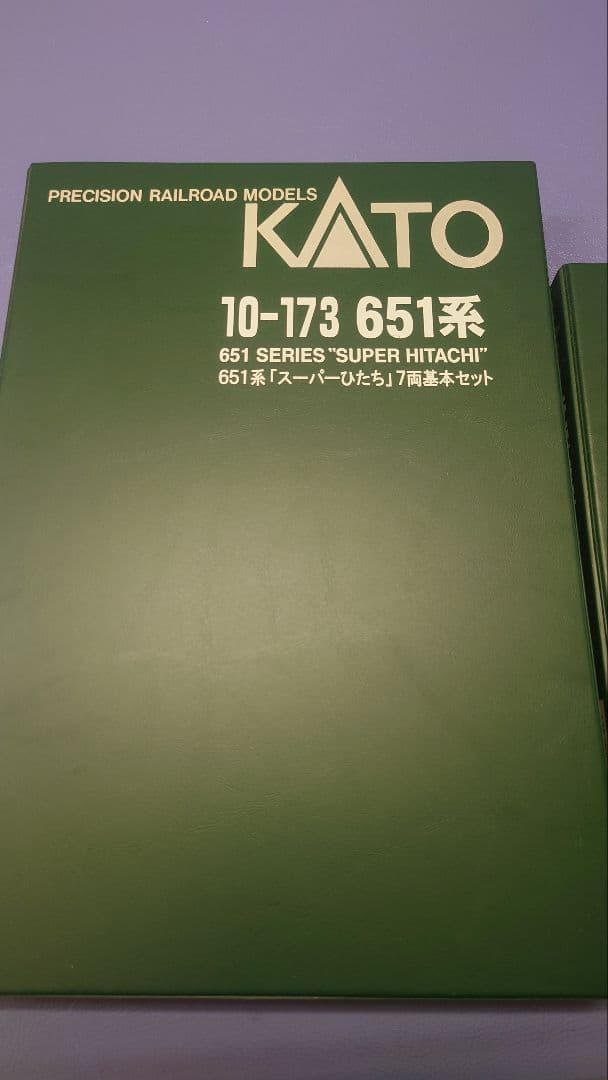 PRECISION RAILROAD MODELS
KATO
10-173 651系
651 SERIES "SUPER HITACHI"
651系「スーパーひたち」7両基本セット